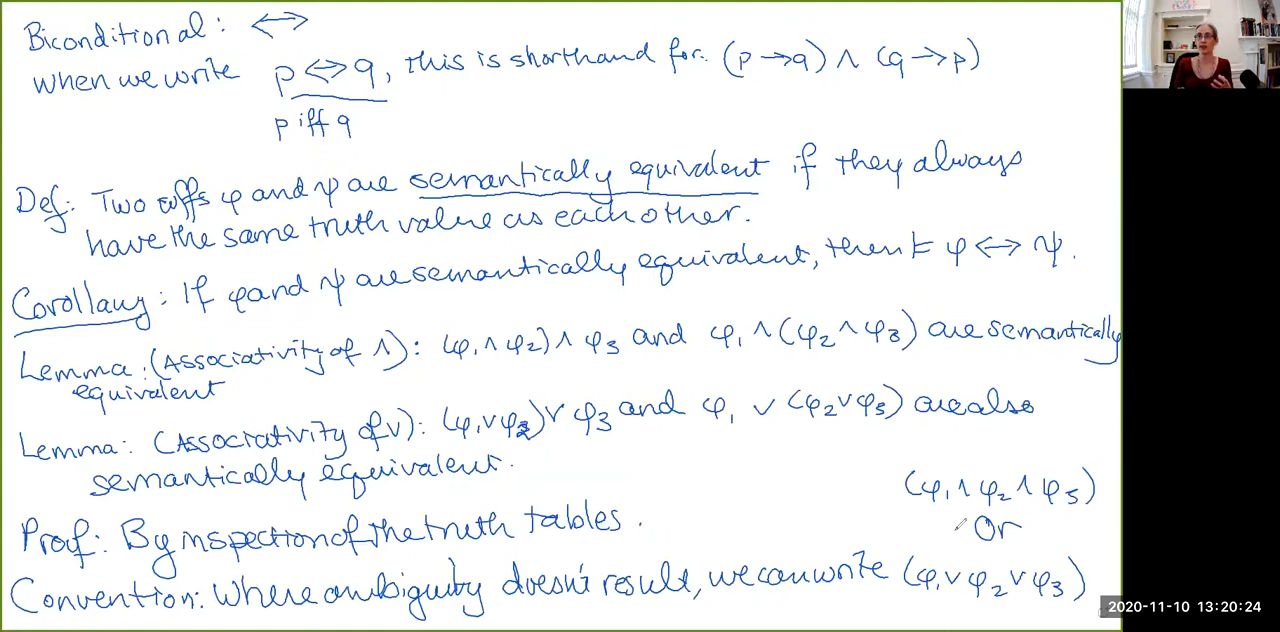 Biconditional: ↔
when we write p ↔ q, this is shorthand for: (p → q) ∧ (q → p)
p iff q
Def: Two wffs φ and ψ are semantically equivalent if they always
have the same truth value as each other.
Corollary: If φ and ψ are semantically equivalent, then ⊨ φ ↔ ψ.
Lemma: (Associativity of ∧): (φ₁ ∧ φ₂) ∧ φ₃ and φ₁ ∧ (φ₂ ∧ φ₃) are semantically
equivalent
Lemma: (Associativity of ∨): (φ₁ ∨ φ₂) ∨ φ₃ and φ₁ ∨ (φ₂ ∨ φ₃) are also
semantically equivalent.
(φ₁ ∧ φ₂ ∧ φ₃)
Proof: By inspection of the truth tables.
Or
Convention: Where ambiguity doesn't result, we can write (φ₁ ∨ φ₂ ∨ φ₃)
2020-11-10 13:20:24